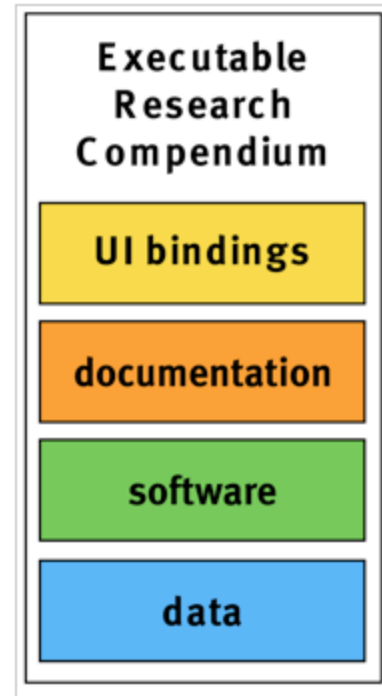 Executable
Research
Compendium
UI bindings
documentation
software
data